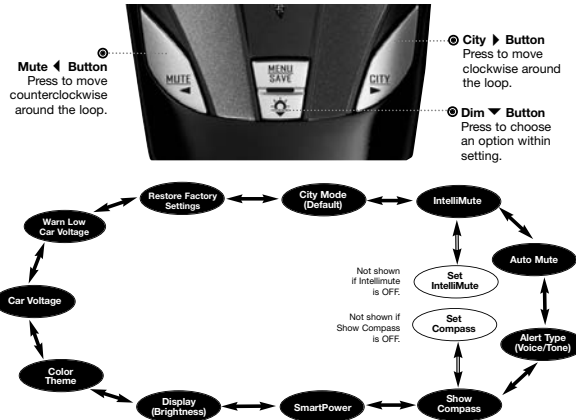 Mute ◀ Button
Press to move
counterclockwise
around the loop.
MUTE
MENU
SAVE
CITY
City ▶ Button
Press to move
clockwise around
the loop.
Dim ▼ Button
Press to choose
an option within
setting.
Restore Factory
Settings
City Mode
(Default)
IntelliMute
Warn Low
Car Voltage
Auto Mute
Not shown
if Intellimute
is OFF.
Set
IntelliMute
Car Voltage
Not shown if
Show Compass
is OFF.
Set
Compass
Alert Type
(Voice/Tone)
Color
Theme
Display
(Brightness)
SmartPower
Show
Compass